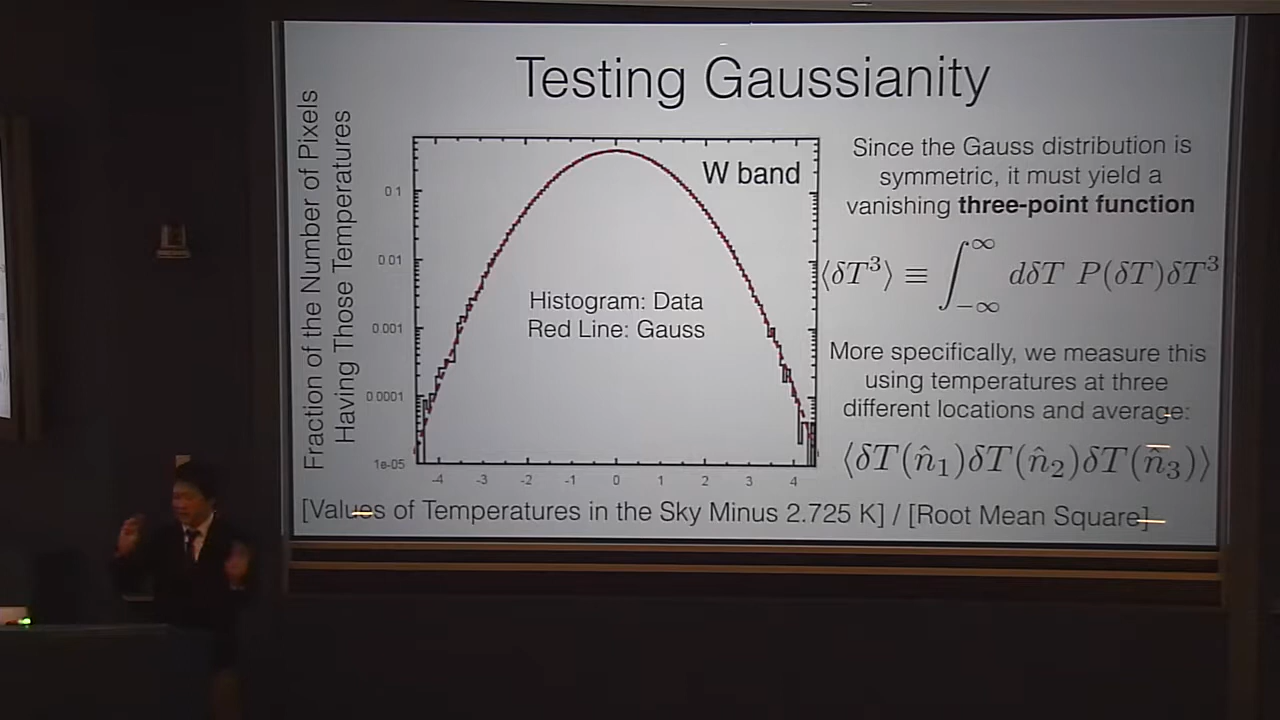 Testing Gaussianity
Fraction of the Number of Pixels
Having Those Temperatures
0.1
0.01
0.001
0.0001
1e-05
W band
Histogram: Data
Red Line: Gauss
-4 -3 -2 -1 0 1 2 3 4
[Values of Temperatures in the Sky Minus 2.725 K] / [Root Mean Square]
Since the Gauss distribution is
symmetric, it must yield a
vanishing three-point function
⟨δT³⟩ ≡ ∫_{-∞}^{∞} dδT P(δT)δT³
More specifically, we measure this
using temperatures at three
different locations and average:
⟨δT(n̂₁)δT(n̂₂)δT(n̂₃)⟩